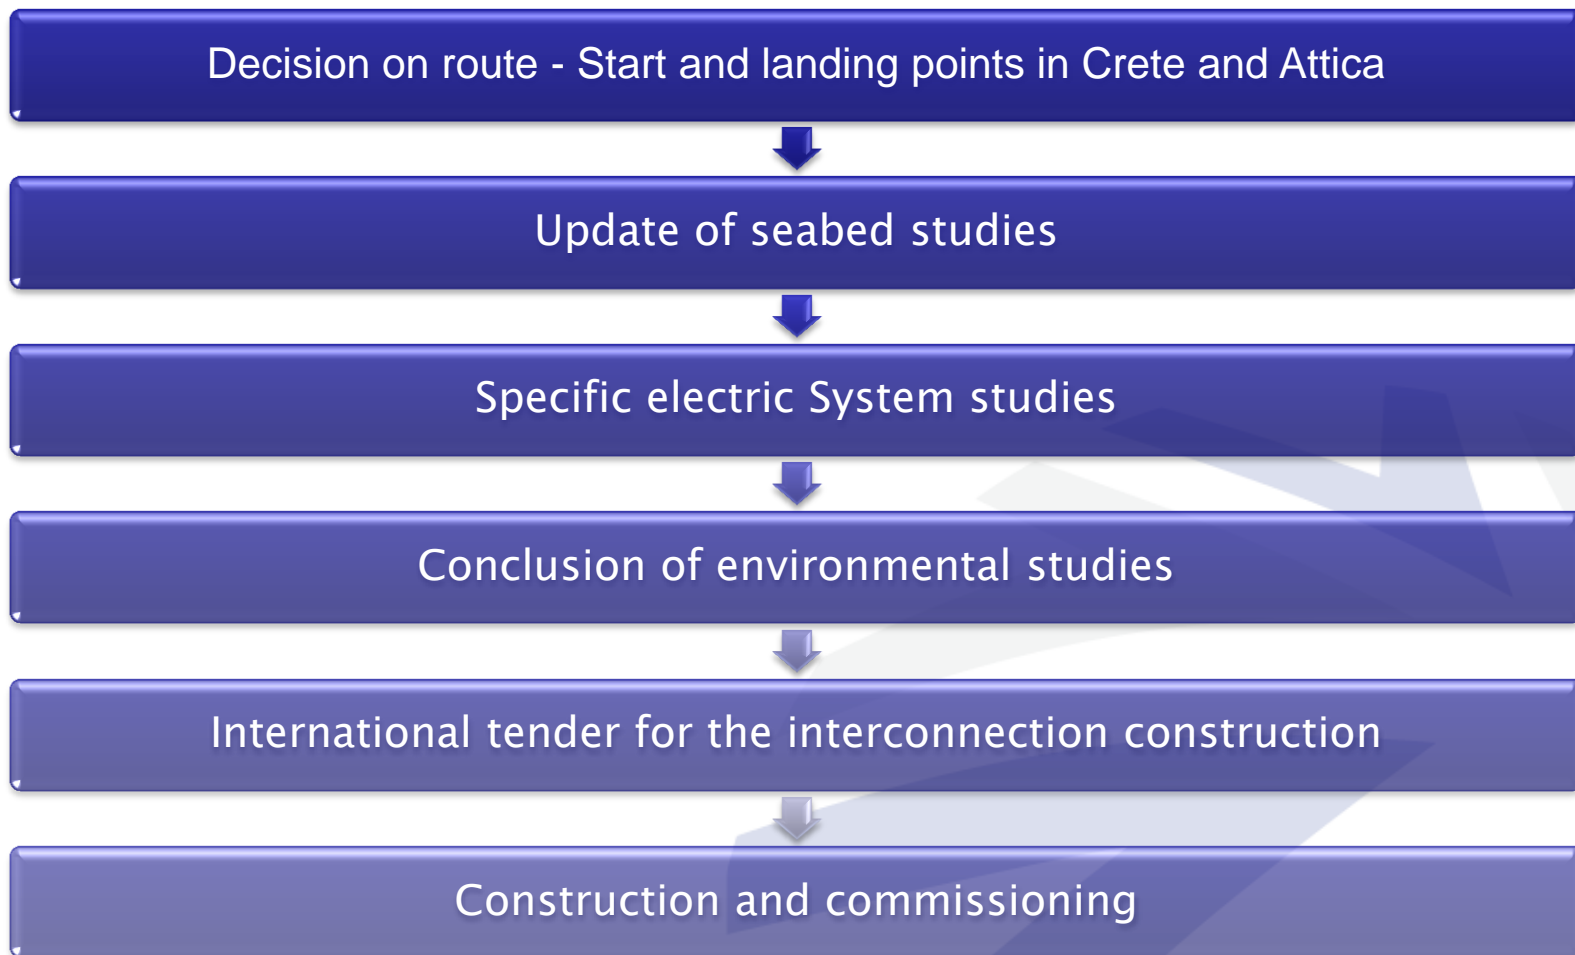 Decision on route - Start and landing points in Crete and Attica
Update of seabed studies
Specific electric System studies
Conclusion of environmental studies
International tender for the interconnection construction
Construction and commissioning